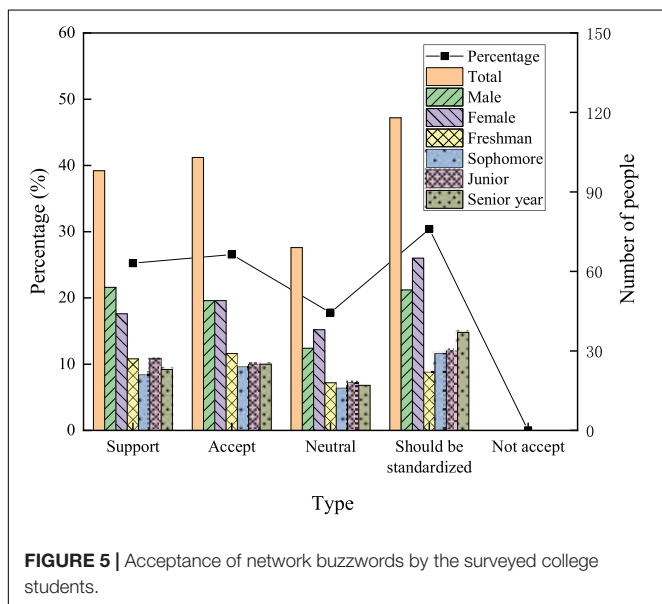 60
50
40
30
20
10
0
Percentage (%)
150
120
90
60
30
0
Number of people
Percentage
Total
Male
Female
Freshman
Sophomore
Junior
Senior year
Support
Accept
Neutral
Should be
standardized
Not accept
Type
FIGURE 5 | Acceptance of network buzzwords by the surveyed college
students.